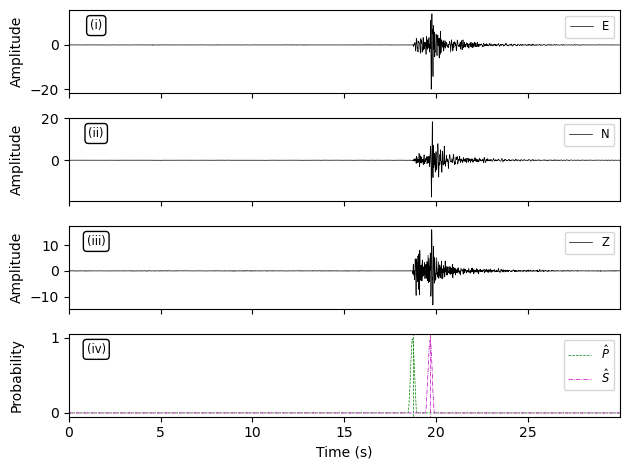 (i)
E
Amplitude
0
−20
(ii)
N
Amplitude
20
0
(iii)
Z
Amplitude
10
0
−10
(iv)
P̂
Ŝ
Probability
1
0
0 5 10 15 20 25
Time (s)